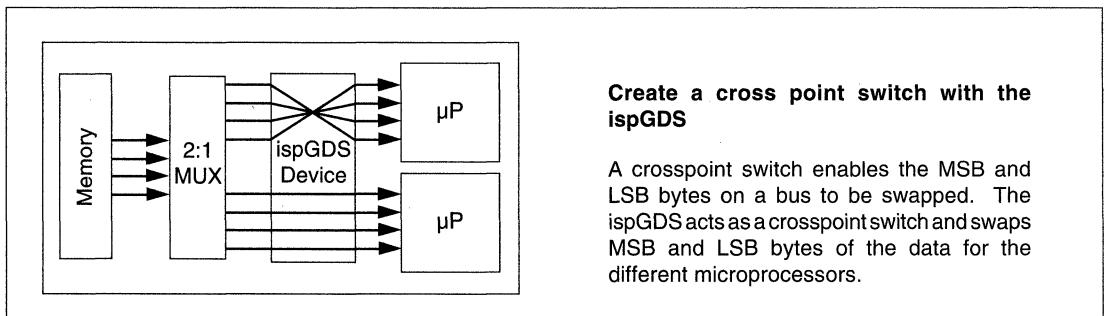 Memory
2:1
MUX
ispGDS
Device
µP
µP
Create a cross point switch with the
ispGDS
A crosspoint switch enables the MSB and
LSB bytes on a bus to be swapped. The
ispGDS acts as a crosspoint switch and swaps
MSB and LSB bytes of the data for the
different microprocessors.